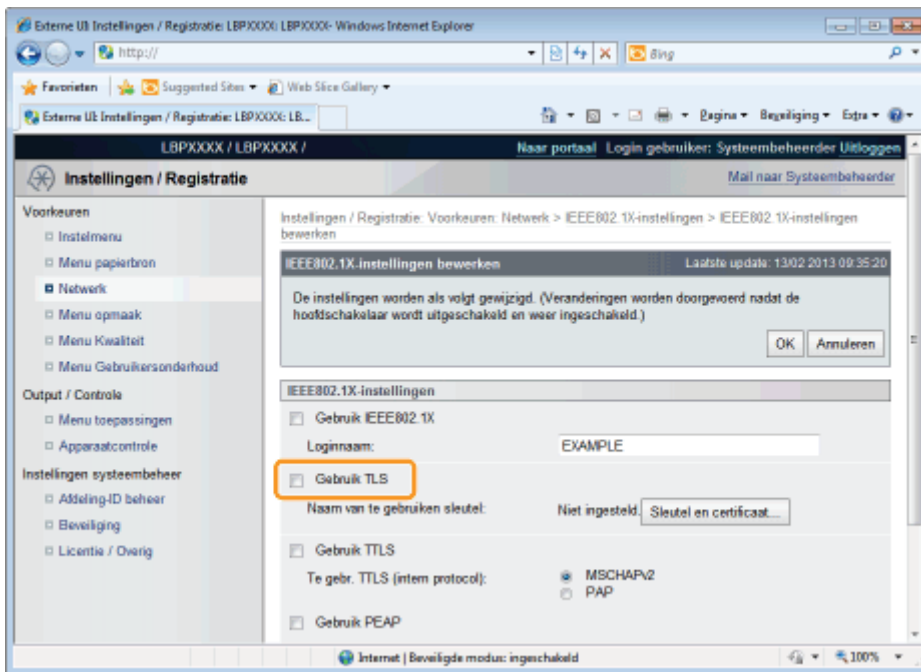 Externe UI: Instellingen / Registratie: LBPXXXX: LBPXXXX- Windows Internet Explorer
http://
Bing
Favorieten Suggested Sites Web Slice Gallery
Externe UI: Instellingen / Registratie: LBPXXXX: LB...
Pagina Beveiliging Extra
LBPXXXX / LBPXXXX /
Naar portaal Login gebruiker: Systeembeheerder Uitloggen
Instellingen / Registratie
Mail naar Systeembeheerder
Voorkeuren
Instelmenu
Menu papierbron
Netwerk
Menu opmaak
Menu Kwaliteit
Menu Gebruikersonderhoud
Output / Controle
Menu toepassingen
Apparaatcontrole
Instellingen systeembeheer
Afdeling-ID beheer
Beveiliging
Licentie / Overig
Instellingen / Registratie: Voorkeuren: Netwerk > IEEE802.1X-instellingen > IEEE802.1X-instellingen
bewerken
IEEE802.1X-instellingen bewerken
Laatste update: 13/02 2013 09:35:20
De instellingen worden als volgt gewijzigd. (Veranderingen worden doorgevoerd nadat de
hoofdschakelaar wordt uitgeschakeld en weer ingeschakeld.)
OK Annuleren
IEEE802.1X-instellingen
Gebruik IEEE802.1X
Loginnaam: EXAMPLE
Gebruik TLS
Naam van te gebruiken sleutel: Niet ingesteld. Sleutel en certificaat...
Gebruik TTLS
Te gebr. TTLS (intern protocol): MSCHAPv2
PAP
Gebruik PEAP
Internet | Beveiligde modus: ingeschakeld
100%